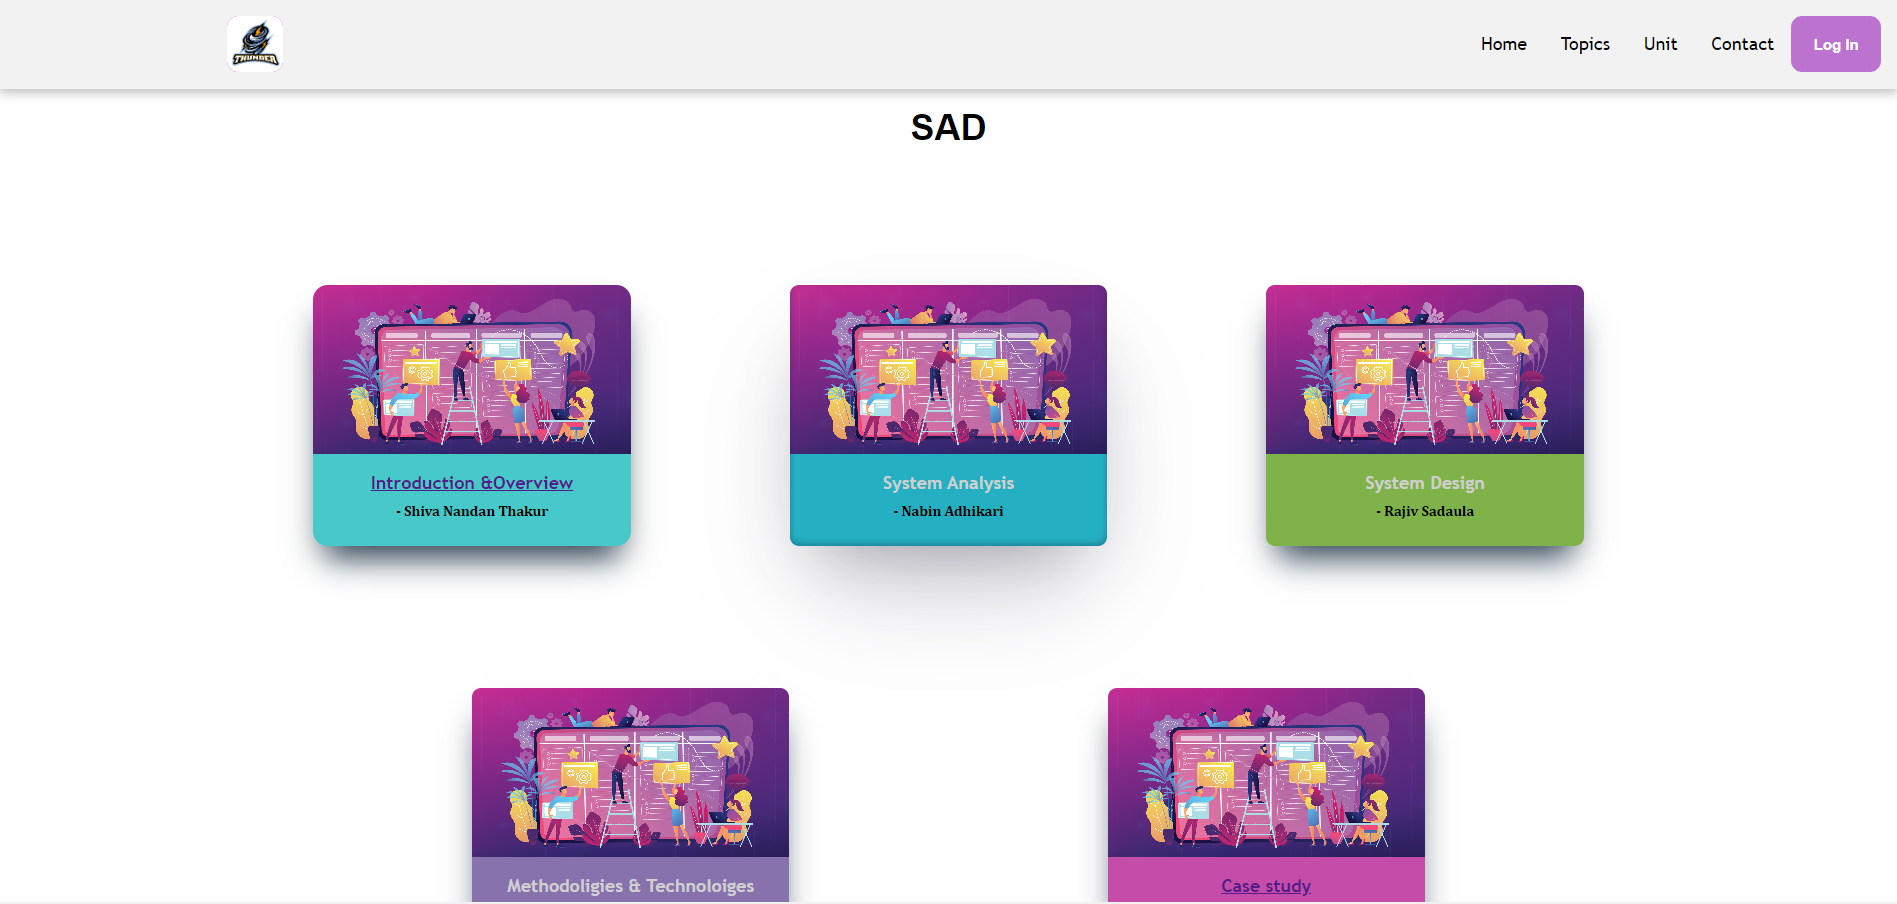 THUNDER
Home Topics Unit Contact Log In
SAD
Introduction &Overview
- Shiva Nandan Thakur
System Analysis
- Nabin Adhikari
System Design
- Rajiv Sadaula
Methodoligies & Technoloiges
Case study